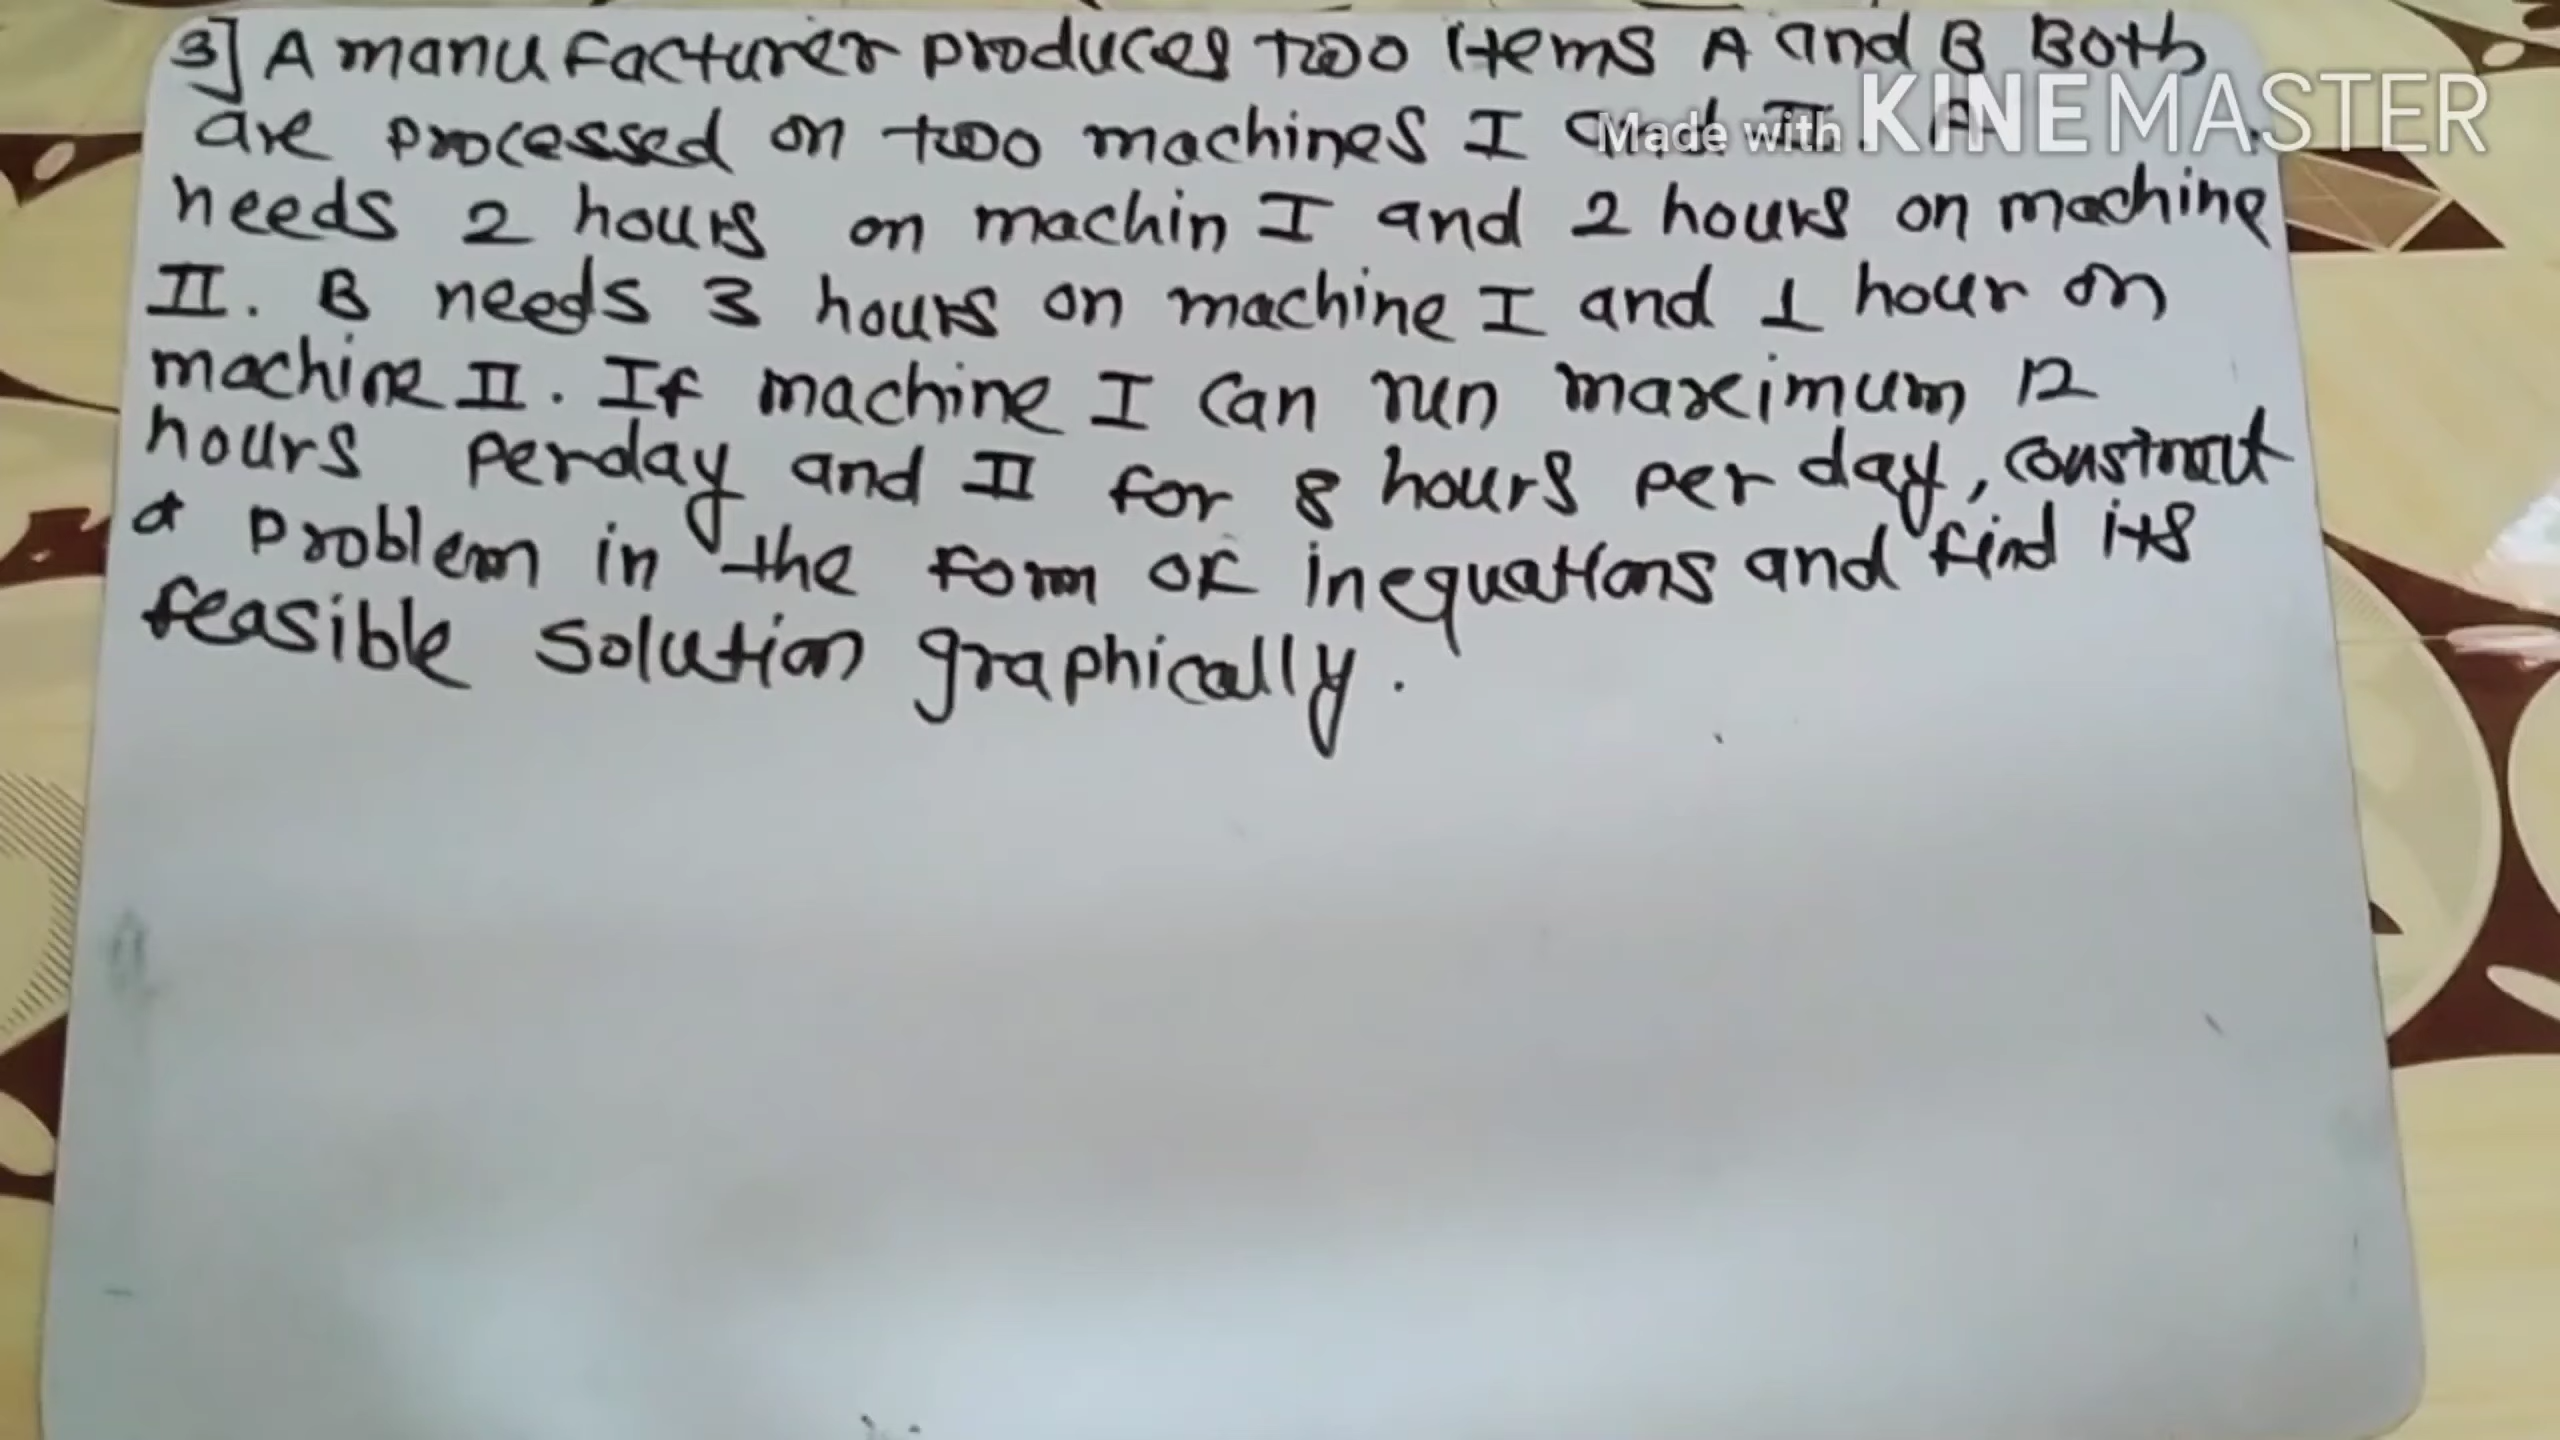 3] A manufacturer produces two items A and B Both
are processed on two machines I and II. A
needs 2 hours on machin I and 2 hours on machine
II. B needs 3 hours on machine I and 1 hour on
machine II. If machine I can run maximum 12
hours perday and II for 8 hours per day, construct
a problem in the form of inequations and find its
feasible solution graphically.
Made with KINEMASTER